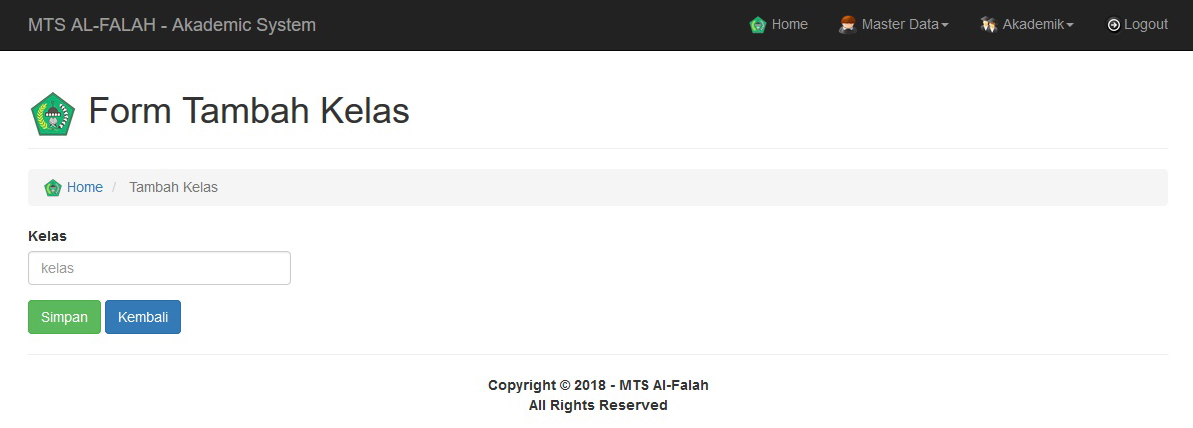 MTS AL-FALAH - Akademic System Home Master Data Akademik Logout
Form Tambah Kelas
Home / Tambah Kelas
Kelas
kelas
Simpan Kembali
Copyright © 2018 - MTS Al-Falah
All Rights Reserved